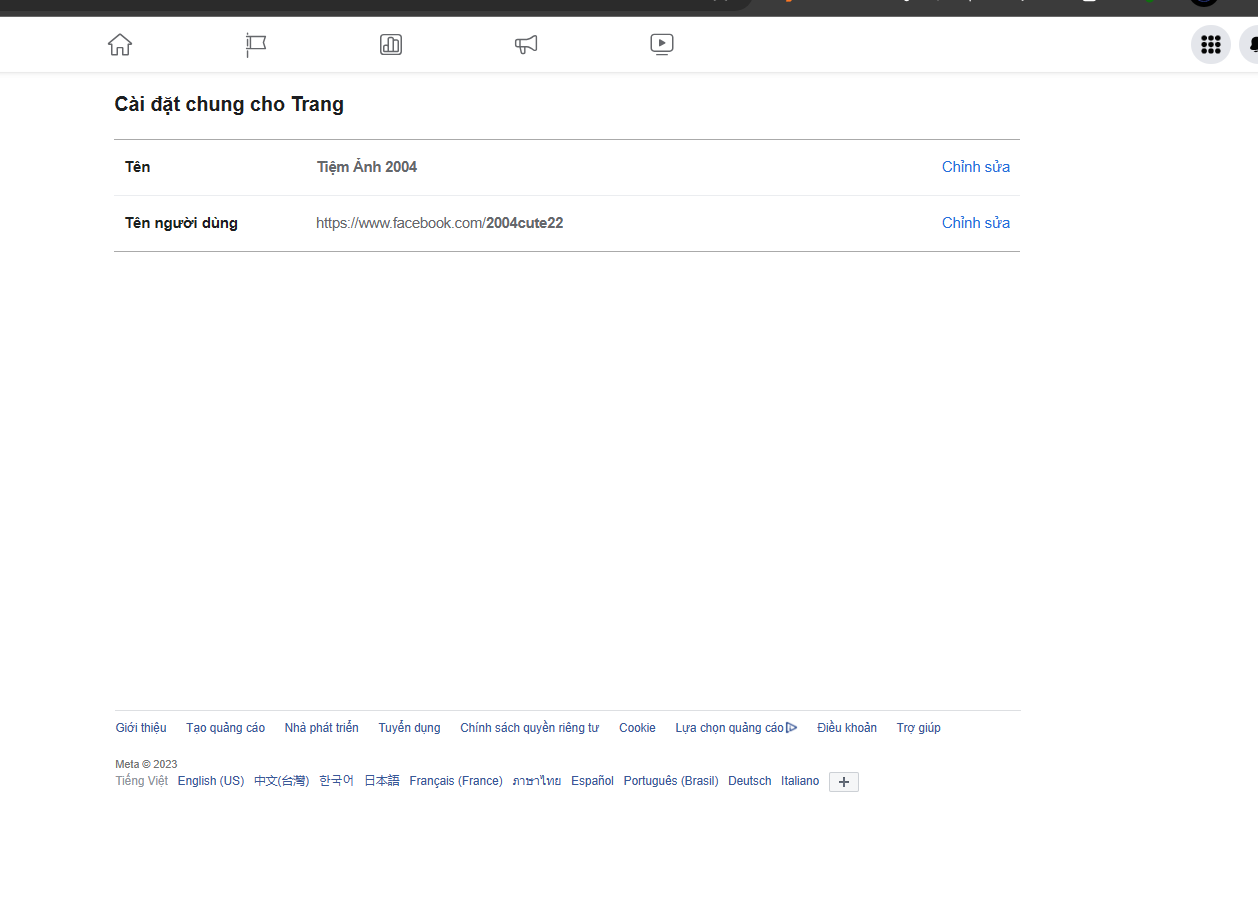 Cài đặt chung cho Trang
Tên Tiệm Ảnh 2004 Chỉnh sửa
Tên người dùng https://www.facebook.com/2004cute22 Chỉnh sửa
Giới thiệu Tạo quảng cáo Nhà phát triển Tuyển dụng Chính sách quyền riêng tư Cookie Lựa chọn quảng cáo Điều khoản Trợ giúp
Meta © 2023
Tiếng Việt English (US) 中文(台灣) 한국어 日本語 Français (France) ภาษาไทย Español Português (Brasil) Deutsch Italiano